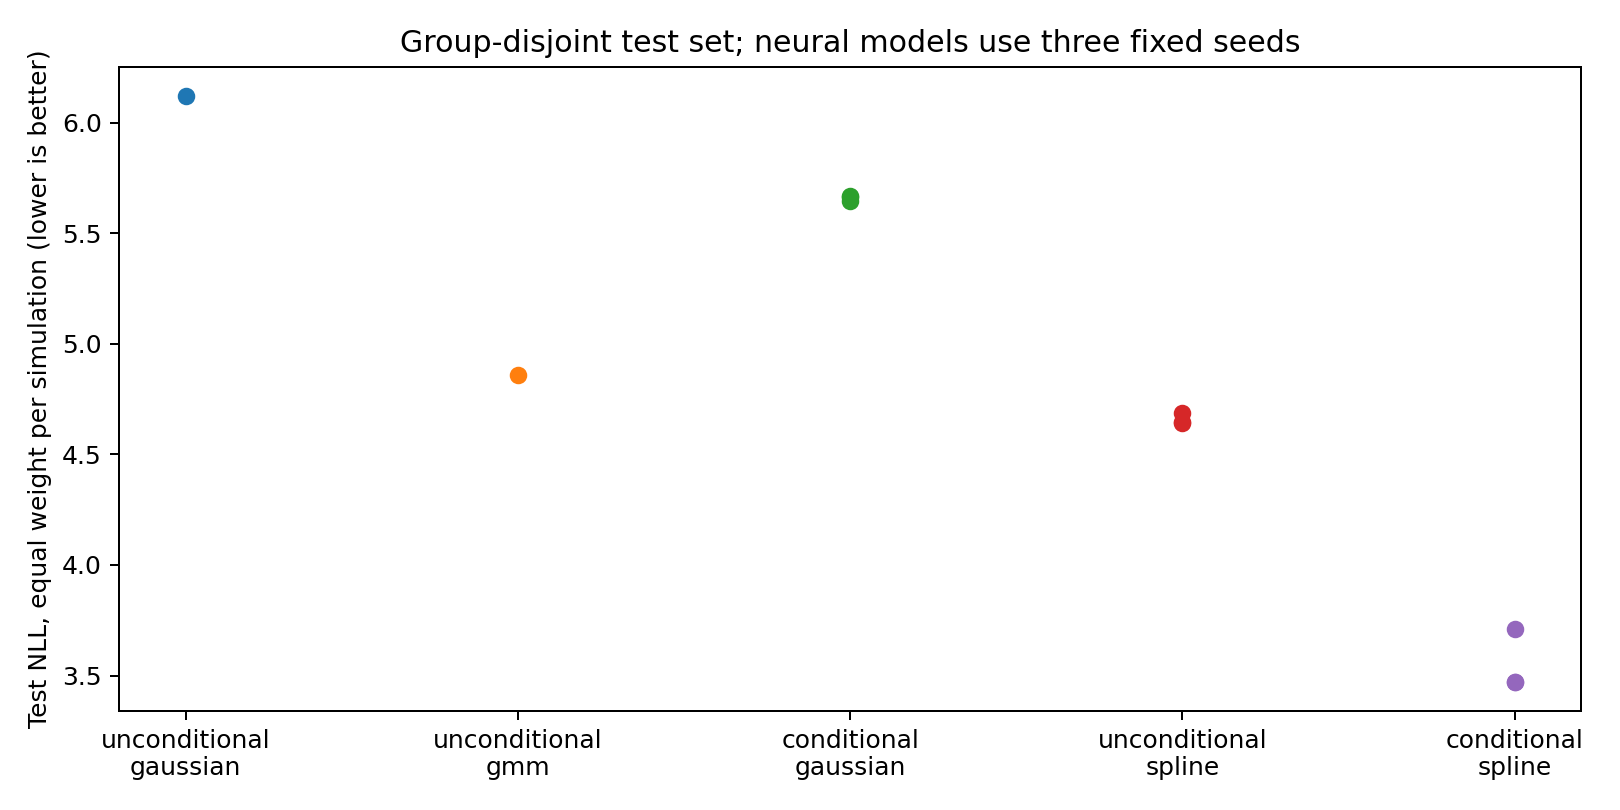 Group-disjoint test set; neural models use three fixed seeds
Test NLL, equal weight per simulation (lower is better)
6.0
5.5
5.0
4.5
4.0
3.5
unconditional
gaussian
unconditional
gmm
conditional
gaussian
unconditional
spline
conditional
spline